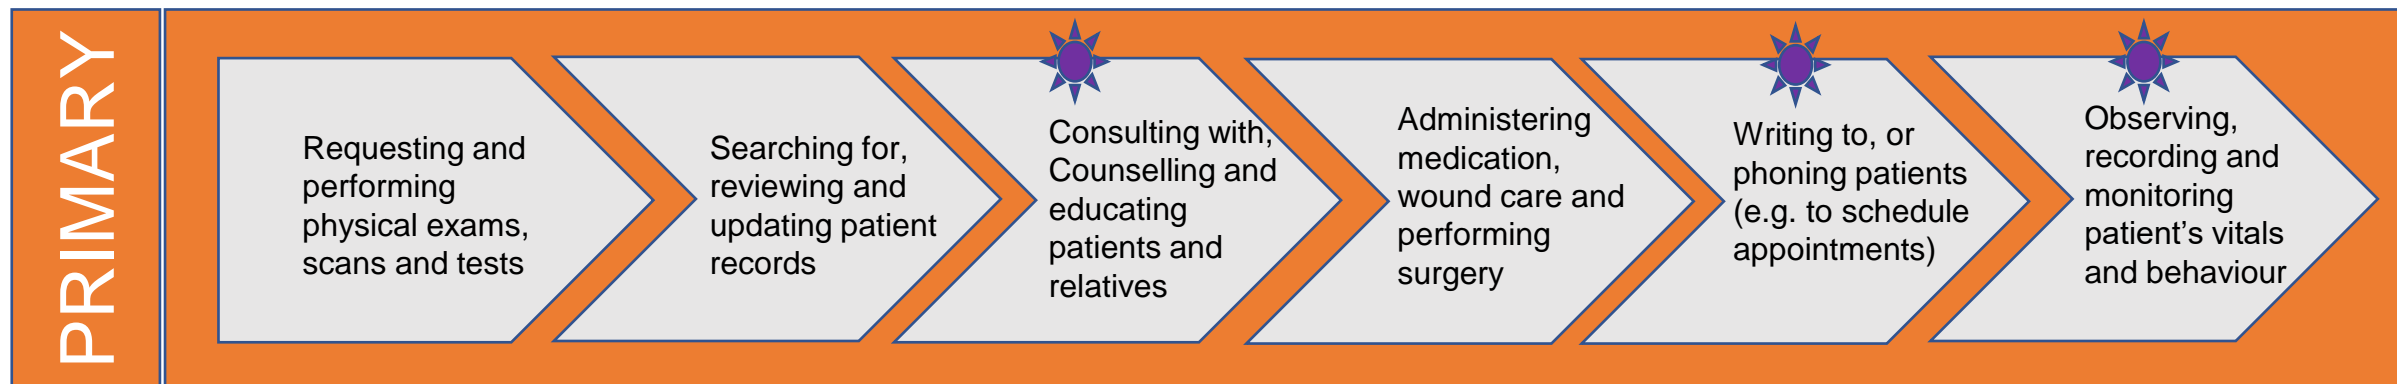 PRIMARY
Requesting and
performing
physical exams,
scans and tests
Searching for,
reviewing and
updating patient
records
Consulting with,
Counselling and
educating
patients and
relatives
Administering
medication,
wound care and
performing
surgery
Writing to, or
phoning patients
(e.g. to schedule
appointments)
Observing,
recording and
monitoring
patient’s vitals
and behaviour